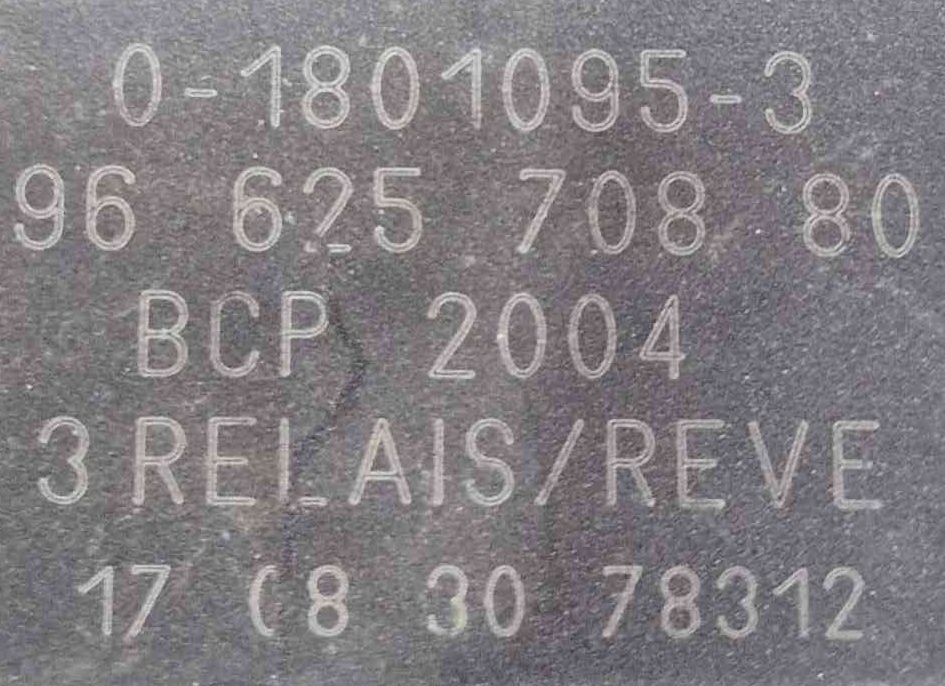 0-1801095-3
96 625 708 80
BCP 2004
3 RELAIS/REVE
17 08 30 78312